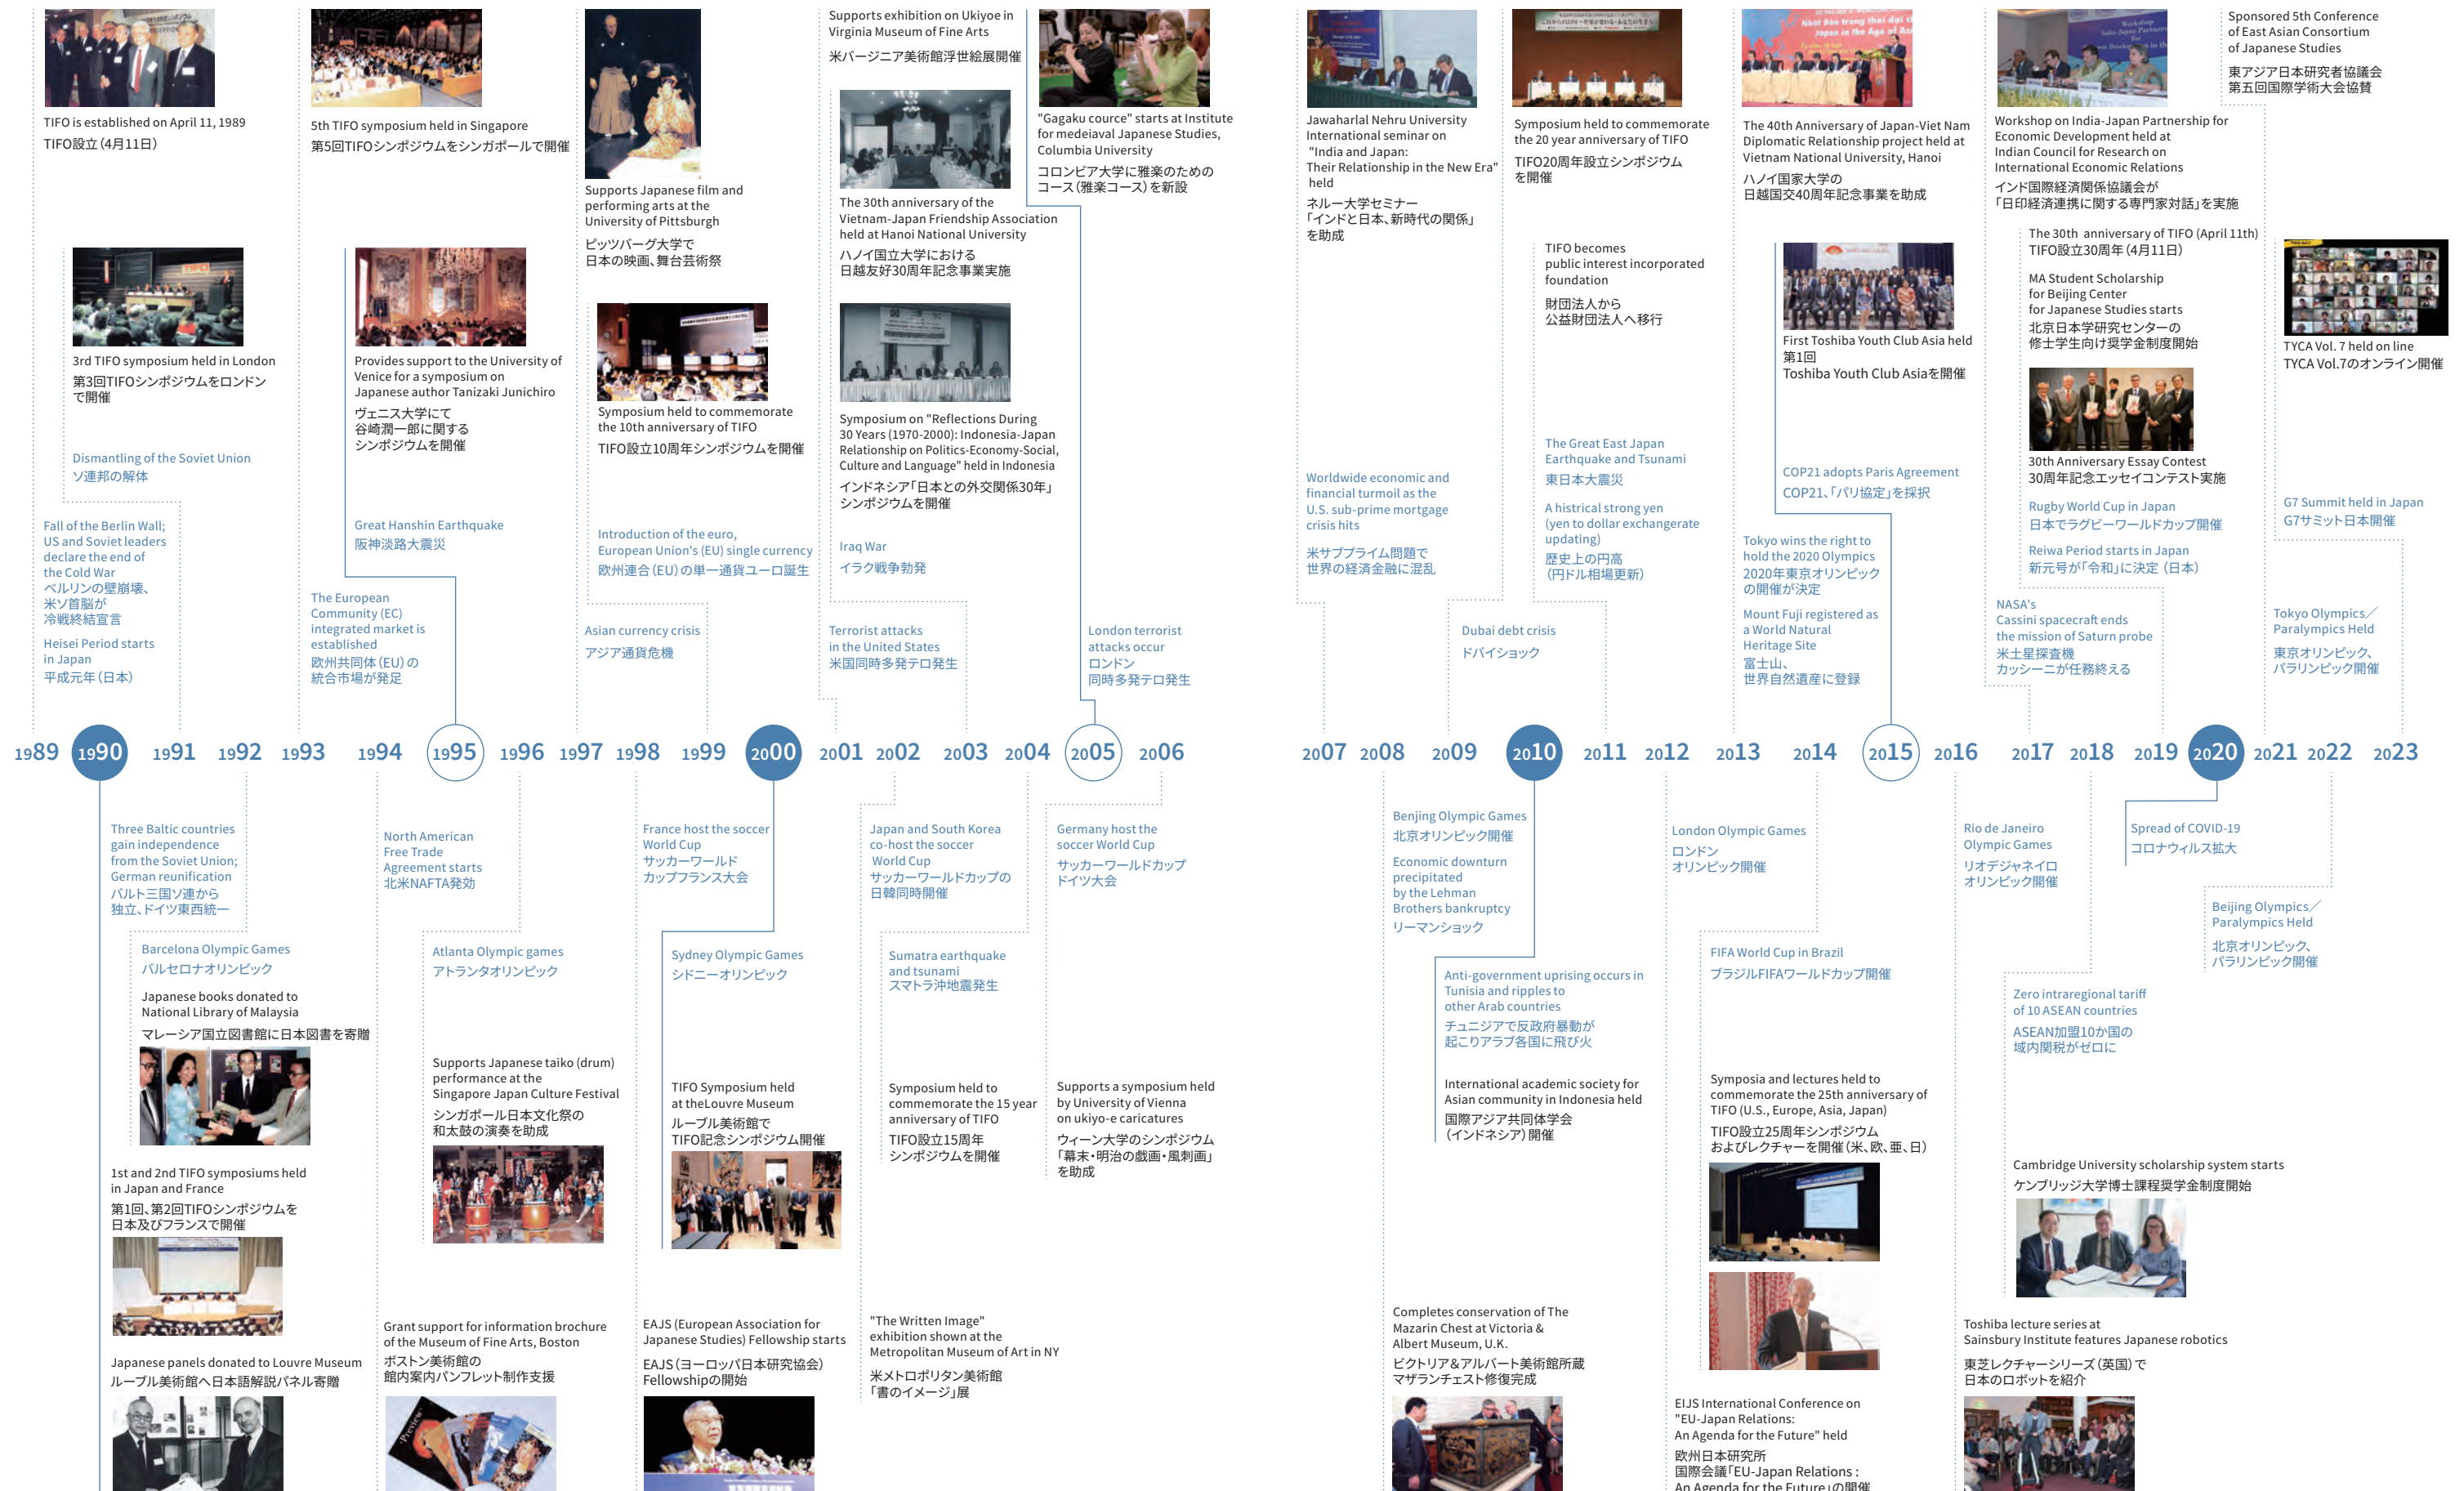 TIFO is established on April 11, 1989
TIFO設立（4月11日）
3rd TIFO symposium held in London
第3回TIFOシンポジウムをロンドン
で開催
Dismantling of the Soviet Union
ソ連邦の解体
Fall of the Berlin Wall;
US and Soviet leaders
declare the end of
the Cold War
ベルリンの壁崩壊、
米ソ首脳が
冷戦終結宣言
Heisei Period starts
in Japan
平成元年（日本）
5th TIFO symposium held in Singapore
第5回TIFOシンポジウムをシンガポールで開催
Provides support to the University of
Venice for a symposium on
Japanese author Tanizaki Junichiro
ヴェニス大学にて
谷崎潤一郎に関する
シンポジウムを開催
Great Hanshin Earthquake
阪神淡路大震災
The European
Community (EC)
integrated market is
established
欧州共同体（EU）の
統合市場が発足
Supports Japanese film and
performing arts at the
University of Pittsburgh
ピッツバーグ大学で
日本の映画、舞台芸術祭
Symposium held to commemorate
the 10th anniversary of TIFO
TIFO設立10周年シンポジウムを開催
Introduction of the euro,
European Union's (EU) single currency
欧州連合（EU）の単一通貨ユーロ誕生
Asian currency crisis
アジア通貨危機
Supports exhibition on Ukiyoe in
Virginia Museum of Fine Arts
米バージニア美術館浮世絵展開催
The 30th anniversary of the
Vietnam-Japan Friendship Association
held at Hanoi National University
ハノイ国立大学における
日越友好30周年記念事業実施
Symposium on "Reflections During
30 Years (1970-2000): Indonesia-Japan
Relationship on Politics-Economy-Social,
Culture and Language" held in Indonesia
インドネシア「日本との外交関係30年」
シンポジウムを開催
Iraq War
イラク戦争勃発
Terrorist attacks
in the United States
米国同時多発テロ発生
"Gagaku cource" starts at Institute
for medeiaval Japanese Studies,
Columbia University
コロンビア大学に雅楽のための
コース（雅楽コース）を新設
London terrorist
attacks occur
ロンドン
同時多発テロ発生
Jawaharlal Nehru University
International seminar on
"India and Japan:
Their Relationship in the New Era"
held
ネルー大学セミナー
「インドと日本、新時代の関係」
を助成
Worldwide economic and
financial turmoil as the
U.S. sub-prime mortgage
crisis hits
米サブプライム問題で
世界の経済金融に混乱
Symposium held to commemorate
the 20 year anniversary of TIFO
TIFO20周年設立シンポジウム
を開催
TIFO becomes
public interest incorporated
foundation
財団法人から
公益財団法人へ移行
The Great East Japan
Earthquake and Tsunami
東日本大震災
A histrical strong yen
(yen to dollar exchangerate
updating)
歴史上の円高
（円ドル相場更新）
Dubai debt crisis
ドバイショック
The 40th Anniversary of Japan-Viet Nam
Diplomatic Relationship project held at
Vietnam National University, Hanoi
ハノイ国家大学の
日越国交40周年記念事業を助成
First Toshiba Youth Club Asia held
第1回
Toshiba Youth Club Asiaを開催
COP21 adopts Paris Agreement
COP21、「パリ協定」を採択
Tokyo wins the right to
hold the 2020 Olympics
2020年東京オリンピック
の開催が決定
Mount Fuji registered as
a World Natural
Heritage Site
富士山、
世界自然遺産に登録
Workshop on India-Japan Partnership for
Economic Development held at
Indian Council for Research on
International Economic Relations
インド国際経済関係協議会が
「日印経済連携に関する専門家対話」を実施
The 30th anniversary of TIFO (April 11th)
TIFO設立30周年（4月11日）
MA Student Scholarship
for Beijing Center
for Japanese Studies starts
北京日本学研究センターの
修士学生向け奨学金制度開始
30th Anniversary Essay Contest
30周年記念エッセイコンテスト実施
Rugby World Cup in Japan
日本でラグビーワールドカップ開催
Reiwa Period starts in Japan
新元号が「令和」に決定（日本）
NASA's
Cassini spacecraft ends
the mission of Saturn probe
米土星探査機
カッシーニが任務終える
Sponsored 5th Conference
of East Asian Consortium
of Japanese Studies
東アジア日本研究者協議会
第五回国際学術大会協賛
TYCA Vol. 7 held on line
TYCA Vol.7のオンライン開催
G7 Summit held in Japan
G7サミット日本開催
Tokyo Olympics／
Paralympics Held
東京オリンピック、
パラリンピック開催
1989 1990 1991 1992 1993 1994 1995 1996 1997 1998 1999 2000 2001 2002 2003 2004 2005 2006 2007 2008 2009 2010 2011 2012 2013 2014 2015 2016 2017 2018 2019 2020 2021 2022 2023
Three Baltic countries
gain independence
from the Soviet Union;
German reunification
バルト三国ソ連から
独立、ドイツ東西統一
Barcelona Olympic Games
バルセロナオリンピック
Japanese books donated to
National Library of Malaysia
マレーシア国立図書館に日本図書を寄贈
1st and 2nd TIFO symposiums held
in Japan and France
第1回、第2回TIFOシンポジウムを
日本及びフランスで開催
Japanese panels donated to Louvre Museum
ルーブル美術館へ日本語解説パネル寄贈
North American
Free Trade
Agreement starts
北米NAFTA発効
Atlanta Olympic games
アトランタオリンピック
Supports Japanese taiko (drum)
performance at the
Singapore Japan Culture Festival
シンガポール日本文化祭の
和太鼓の演奏を助成
Grant support for information brochure
of the Museum of Fine Arts, Boston
ボストン美術館の
館内案内パンフレット制作支援
Preview
France host the soccer
World Cup
サッカーワールド
カップフランス大会
Sydney Olympic Games
シドニーオリンピック
TIFO Symposium held
at theLouvre Museum
ルーブル美術館で
TIFO記念シンポジウム開催
EAJS (European Association for
Japanese Studies) Fellowship starts
EAJS（ヨーロッパ日本研究協会）
Fellowshipの開始
Japan and South Korea
co-host the soccer
World Cup
サッカーワールドカップの
日韓同時開催
Sumatra earthquake
and tsunami
スマトラ沖地震発生
Symposium held to
commemorate the 15 year
anniversary of TIFO
TIFO設立15周年
シンポジウムを開催
"The Written Image"
exhibition shown at the
Metropolitan Museum of Art in NY
米メトロポリタン美術館
「書のイメージ」展
Germany host the
soccer World Cup
サッカーワールドカップ
ドイツ大会
Supports a symposium held
by University of Vienna
on ukiyo-e caricatures
ウィーン大学のシンポジウム
「幕末・明治の戯画・風刺画」
を助成
Benjing Olympic Games
北京オリンピック開催
Economic downturn
precipitated
by the Lehman
Brothers bankruptcy
リーマンショック
Anti-government uprising occurs in
Tunisia and ripples to
other Arab countries
チュニジアで反政府暴動が
起こりアラブ各国に飛び火
International academic society for
Asian community in Indonesia held
国際アジア共同体学会
（インドネシア）開催
Completes conservation of The
Mazarin Chest at Victoria &
Albert Museum, U.K.
ビクトリア＆アルバート美術館所蔵
マザランチェスト修復完成
London Olympic Games
ロンドン
オリンピック開催
FIFA World Cup in Brazil
ブラジルFIFAワールドカップ開催
Symposia and lectures held to
commemorate the 25th anniversary of
TIFO (U.S., Europe, Asia, Japan)
TIFO設立25周年シンポジウム
およびレクチャーを開催（米、欧、亜、日）
EIJS International Conference on
"EU-Japan Relations:
An Agenda for the Future" held
欧州日本研究所
国際会議「EU-Japan Relations :
An Agenda for the Future」の開催
Rio de Janeiro
Olympic Games
リオデジャネイロ
オリンピック開催
Zero intraregional tariff
of 10 ASEAN countries
ASEAN加盟10か国の
域内関税がゼロに
Cambridge University scholarship system starts
ケンブリッジ大学博士課程奨学金制度開始
Toshiba lecture series at
Sainsbury Institute features Japanese robotics
東芝レクチャーシリーズ（英国）で
日本のロボットを紹介
Spread of COVID-19
コロナウィルス拡大
Beijing Olympics／
Paralympics Held
北京オリンピック、
パラリンピック開催